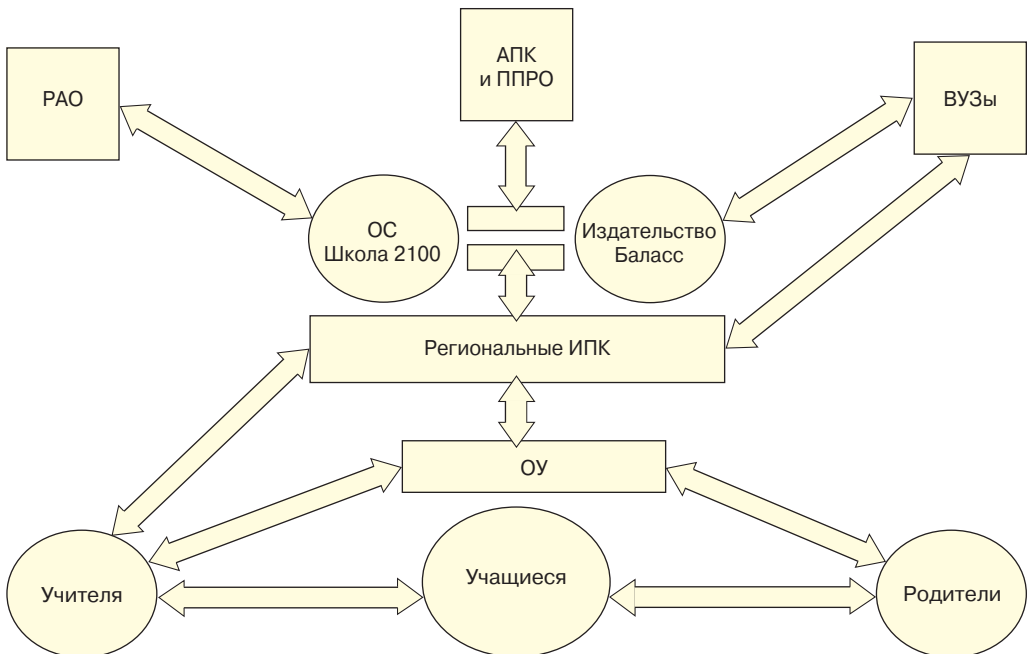 АПК
и ППРО
РАО
ВУЗы
ОС
Школа 2100
Издательство
Баласс
Региональные ИПК
ОУ
Учителя
Учащиеся
Родители